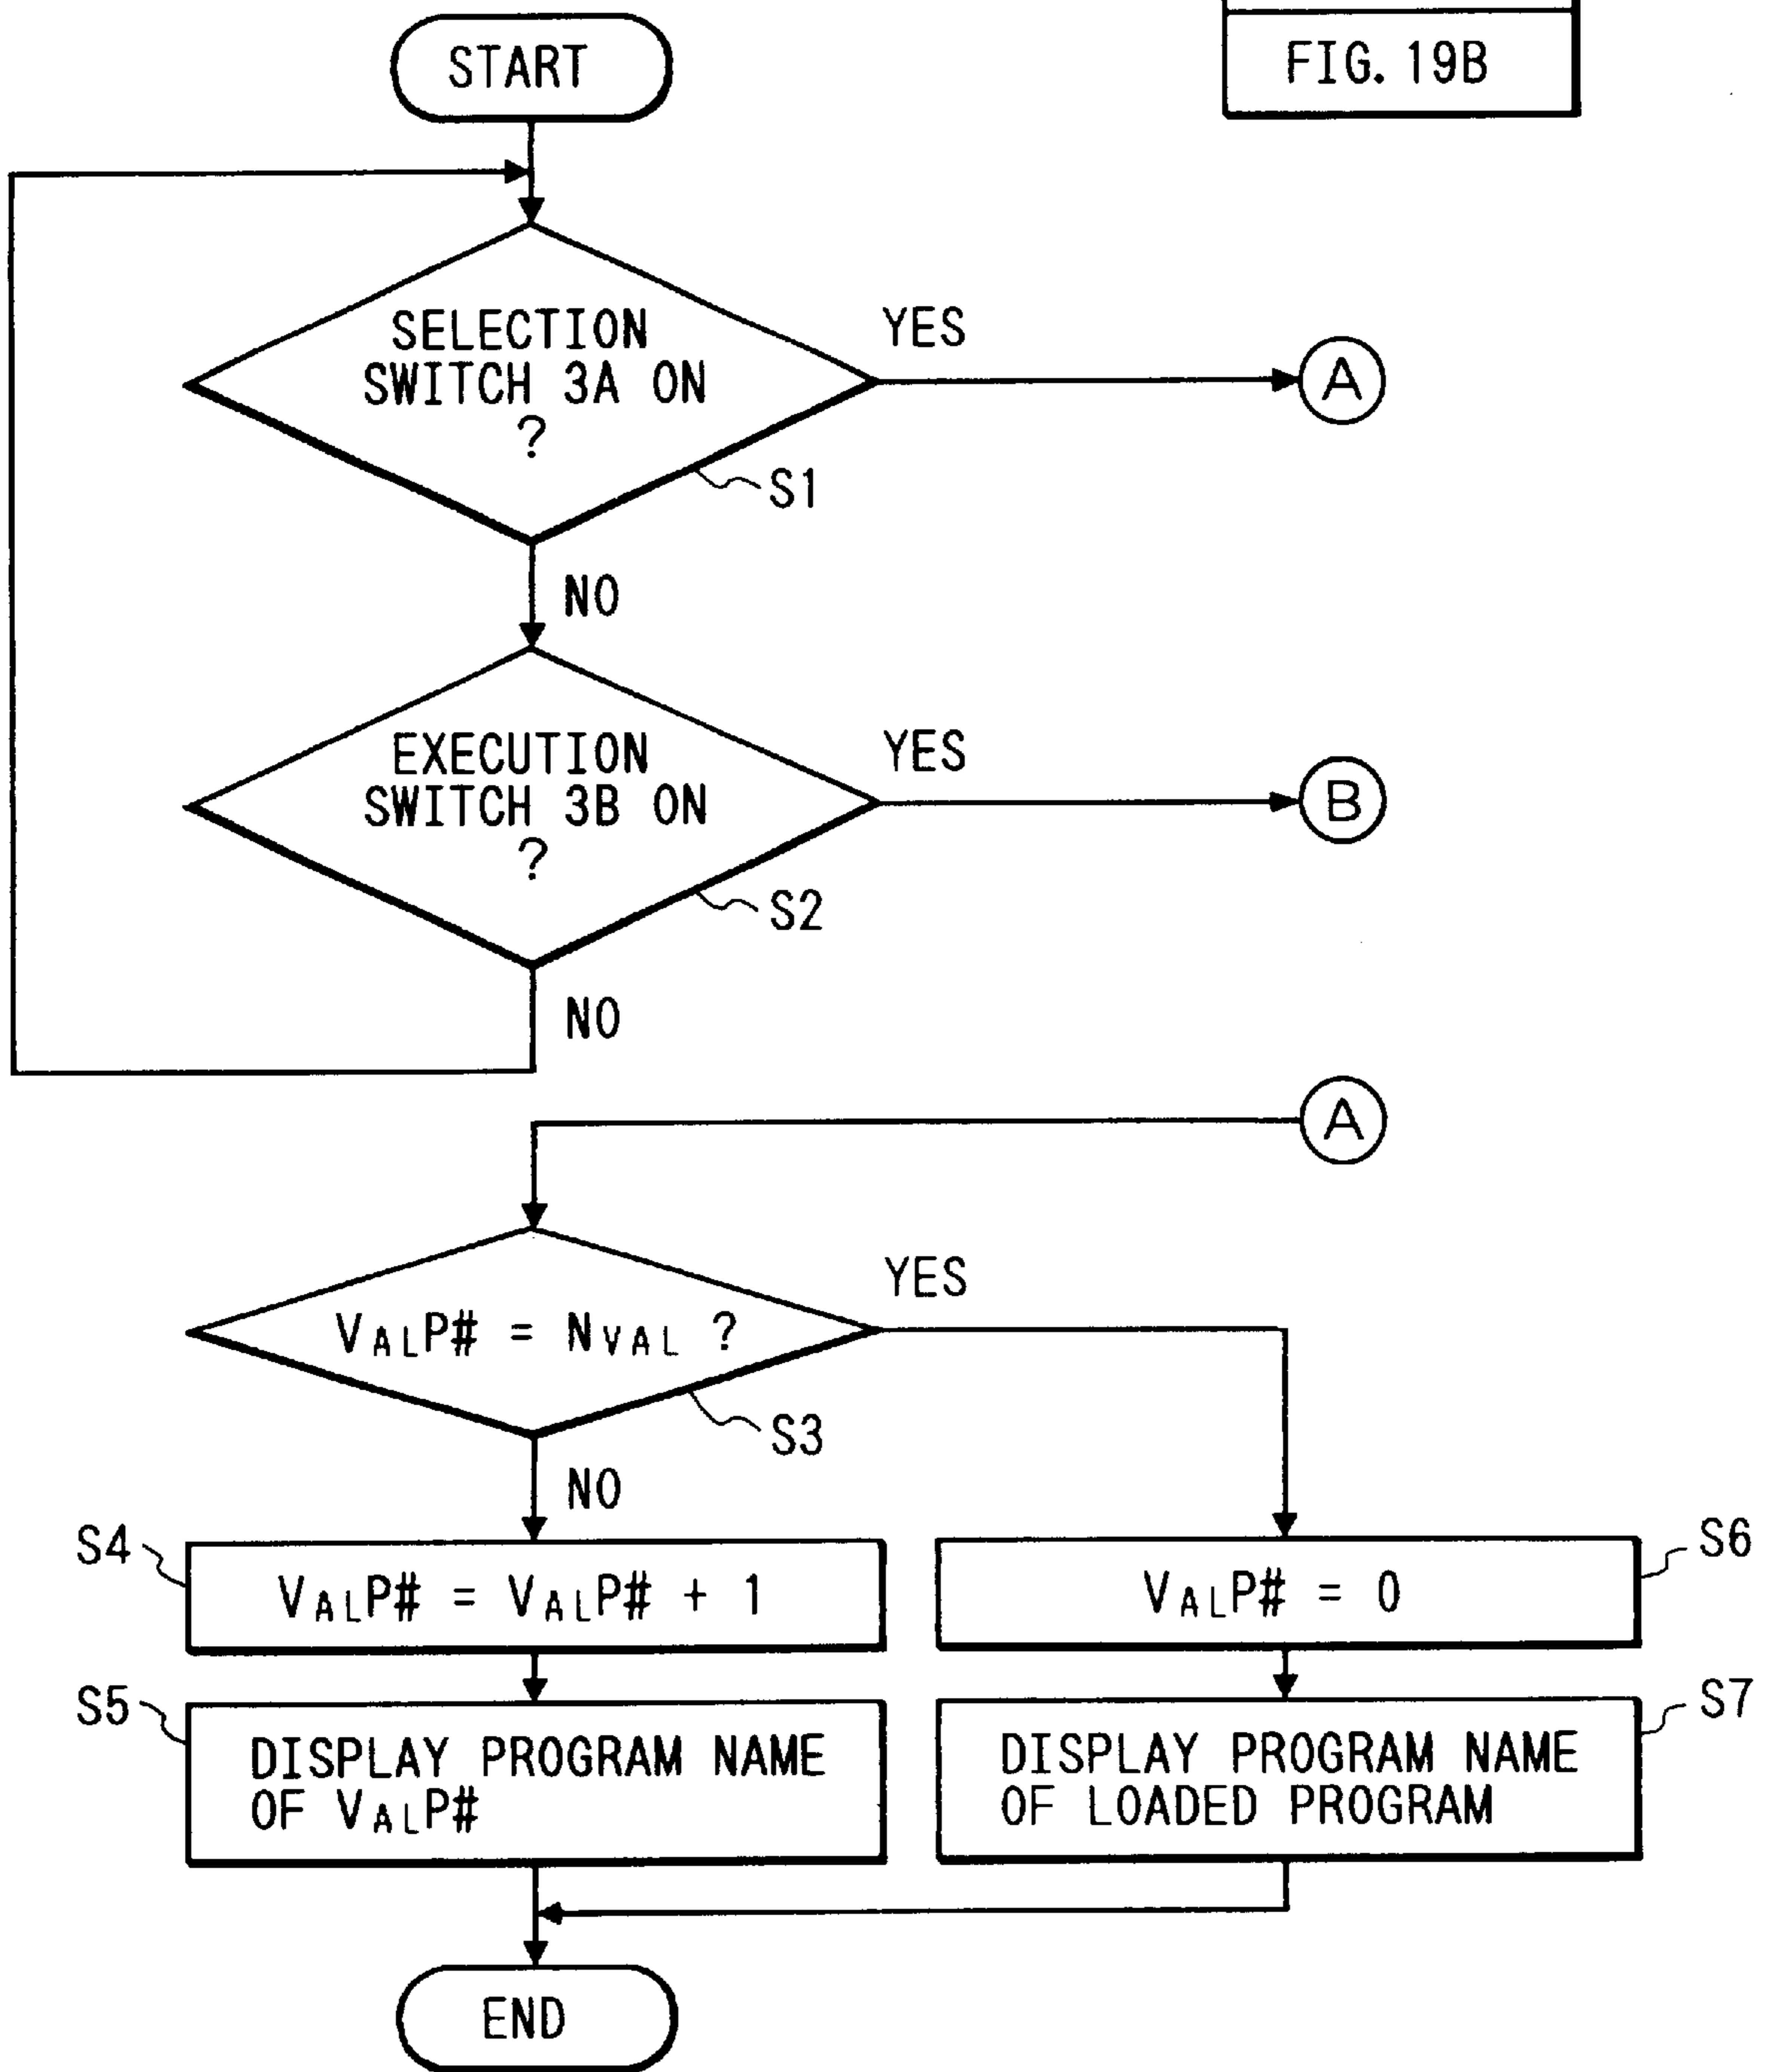 FIG. 19B
START
SELECTION
SWITCH 3A ON
?
YES
A
S1
NO
EXECUTION
SWITCH 3B ON
?
YES
B
S2
NO
A
VALP# = NVAL ?
YES
S3
NO
S4
VALP# = VALP# + 1
S6
VALP# = 0
S5
DISPLAY PROGRAM NAME
OF VALP#
S7
DISPLAY PROGRAM NAME
OF LOADED PROGRAM
END